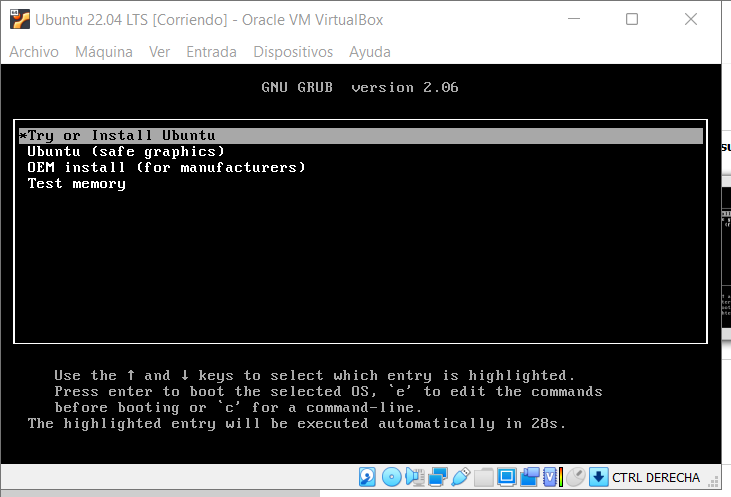 Ubuntu 22.04 LTS [Corriendo] - Oracle VM VirtualBox
Archivo Máquina Ver Entrada Dispositivos Ayuda
GNU GRUB version 2.06
*Try or Install Ubuntu
Ubuntu (safe graphics)
OEM install (for manufacturers)
Test memory
Use the ↑ and ↓ keys to select which entry is highlighted.
Press enter to boot the selected OS, `e' to edit the commands
before booting or `c' for a command-line.
The highlighted entry will be executed automatically in 28s.
CTRL DERECHA